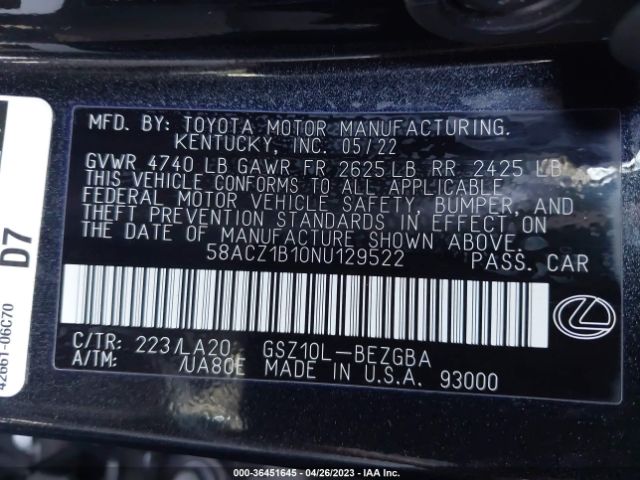 MFD. BY: TOYOTA MOTOR MANUFACTURING.
KENTUCKY, INC. 05/22
GVWR 4740 LB GAWR FR 2625 LB RR 2425 LB
THIS VEHICLE CONFORMS TO ALL APPLICABLE
FEDERAL MOTOR VEHICLE SAFETY, BUMPER, AND
THEFT PREVENTION STANDARDS IN EFFECT ON
THE DATE OF MANUFACTURE SHOWN ABOVE.
58ACZ1B10NU129522 PASS. CAR
C/TR: 223/LA20 GSZ10L-BEZGBA
A/TM: /UA80E MADE IN U.S.A. 93000
D7
42661-06C70
000-36451645 - 04/26/2023 - IAA Inc.